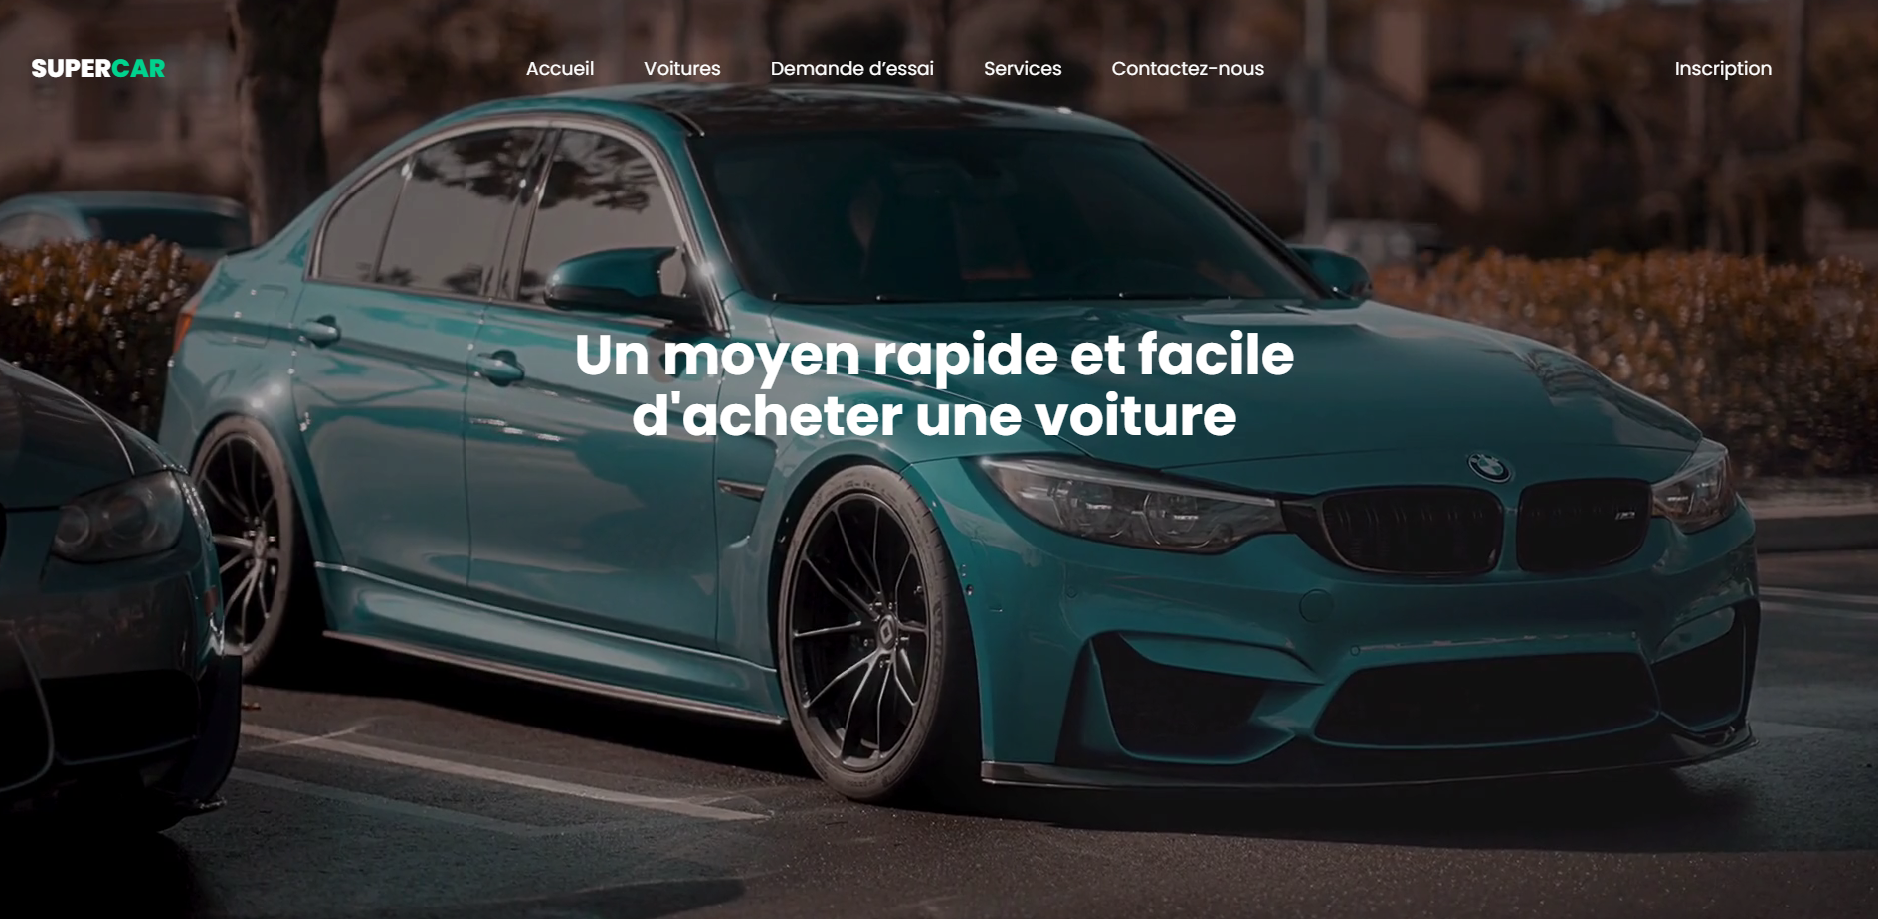 SUPERCAR
Accueil
Voitures
Demande d’essai
Services
Contactez-nous
Inscription
Un moyen rapide et facile
d'acheter une voiture